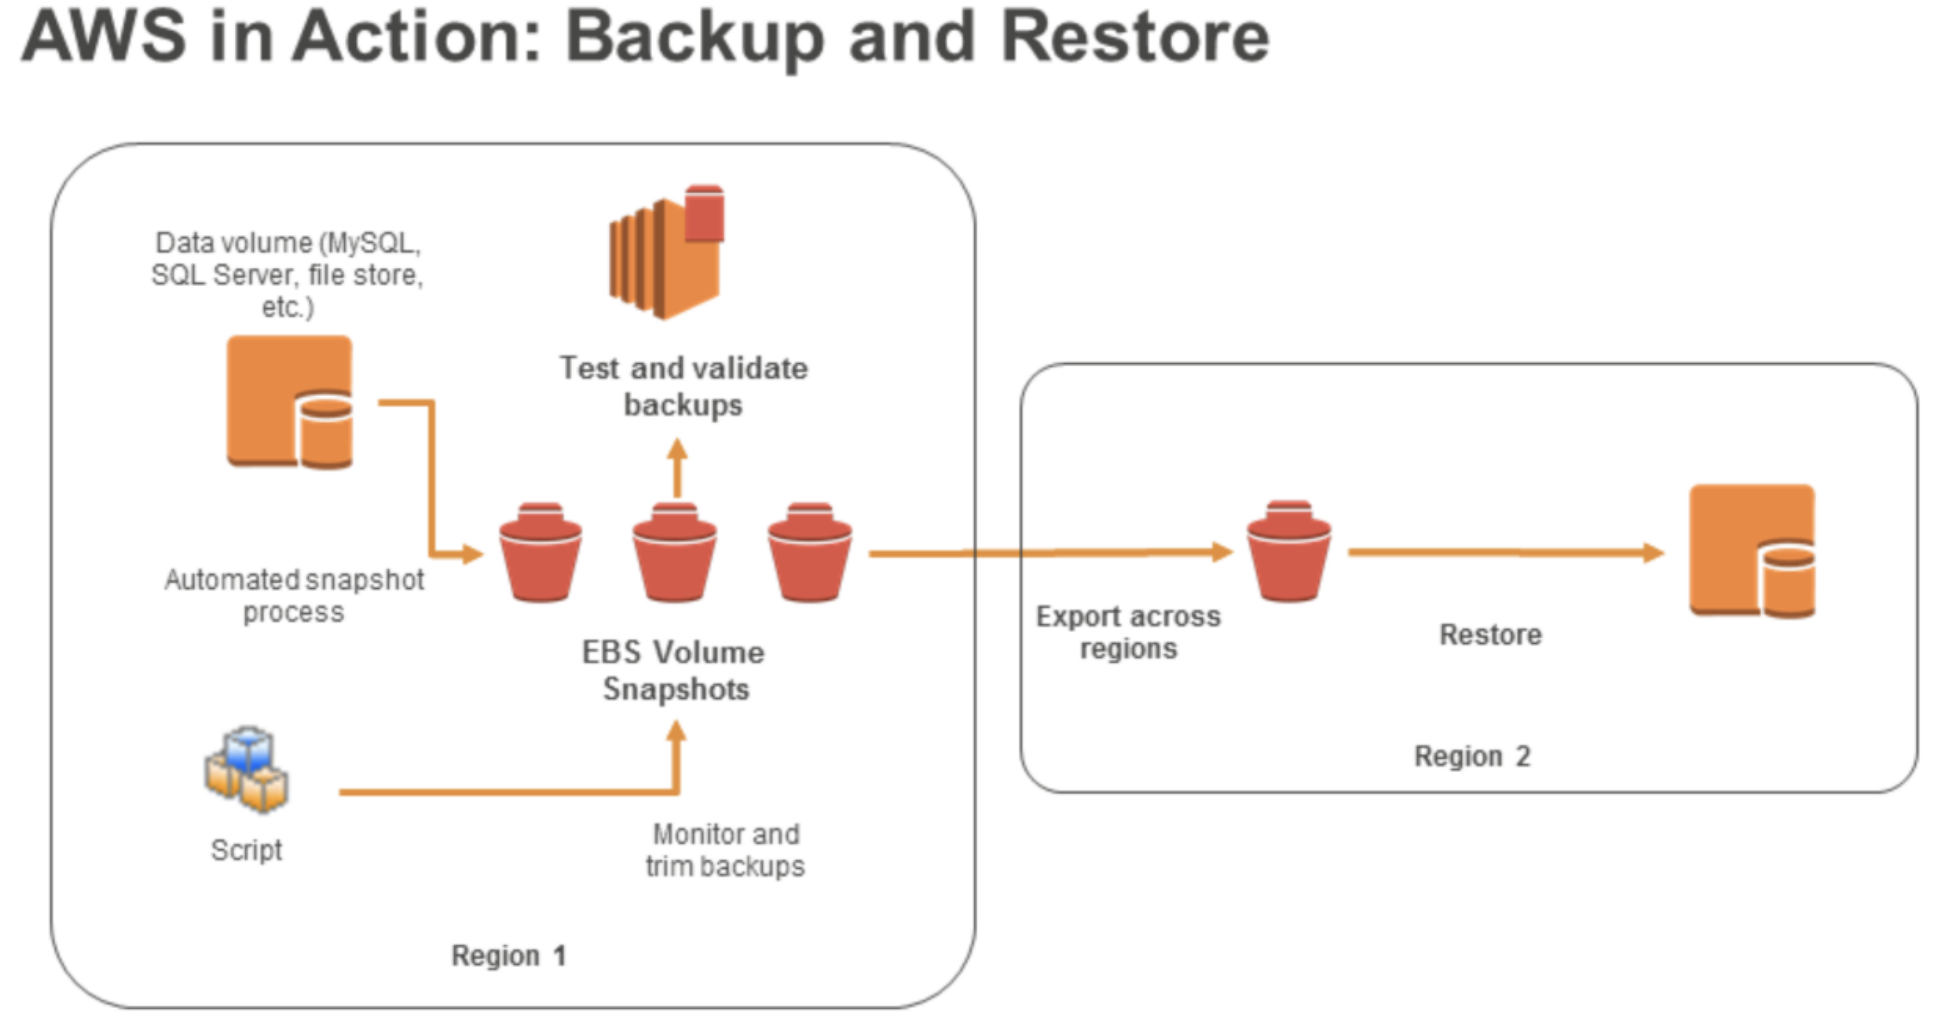 AWS in Action: Backup and Restore
Data volume (MySQL,
SQL Server, file store,
etc.)
Test and validate
backups
Automated snapshot
process
EBS Volume
Snapshots
Script
Monitor and
trim backups
Region 1
Export across
regions
Restore
Region 2